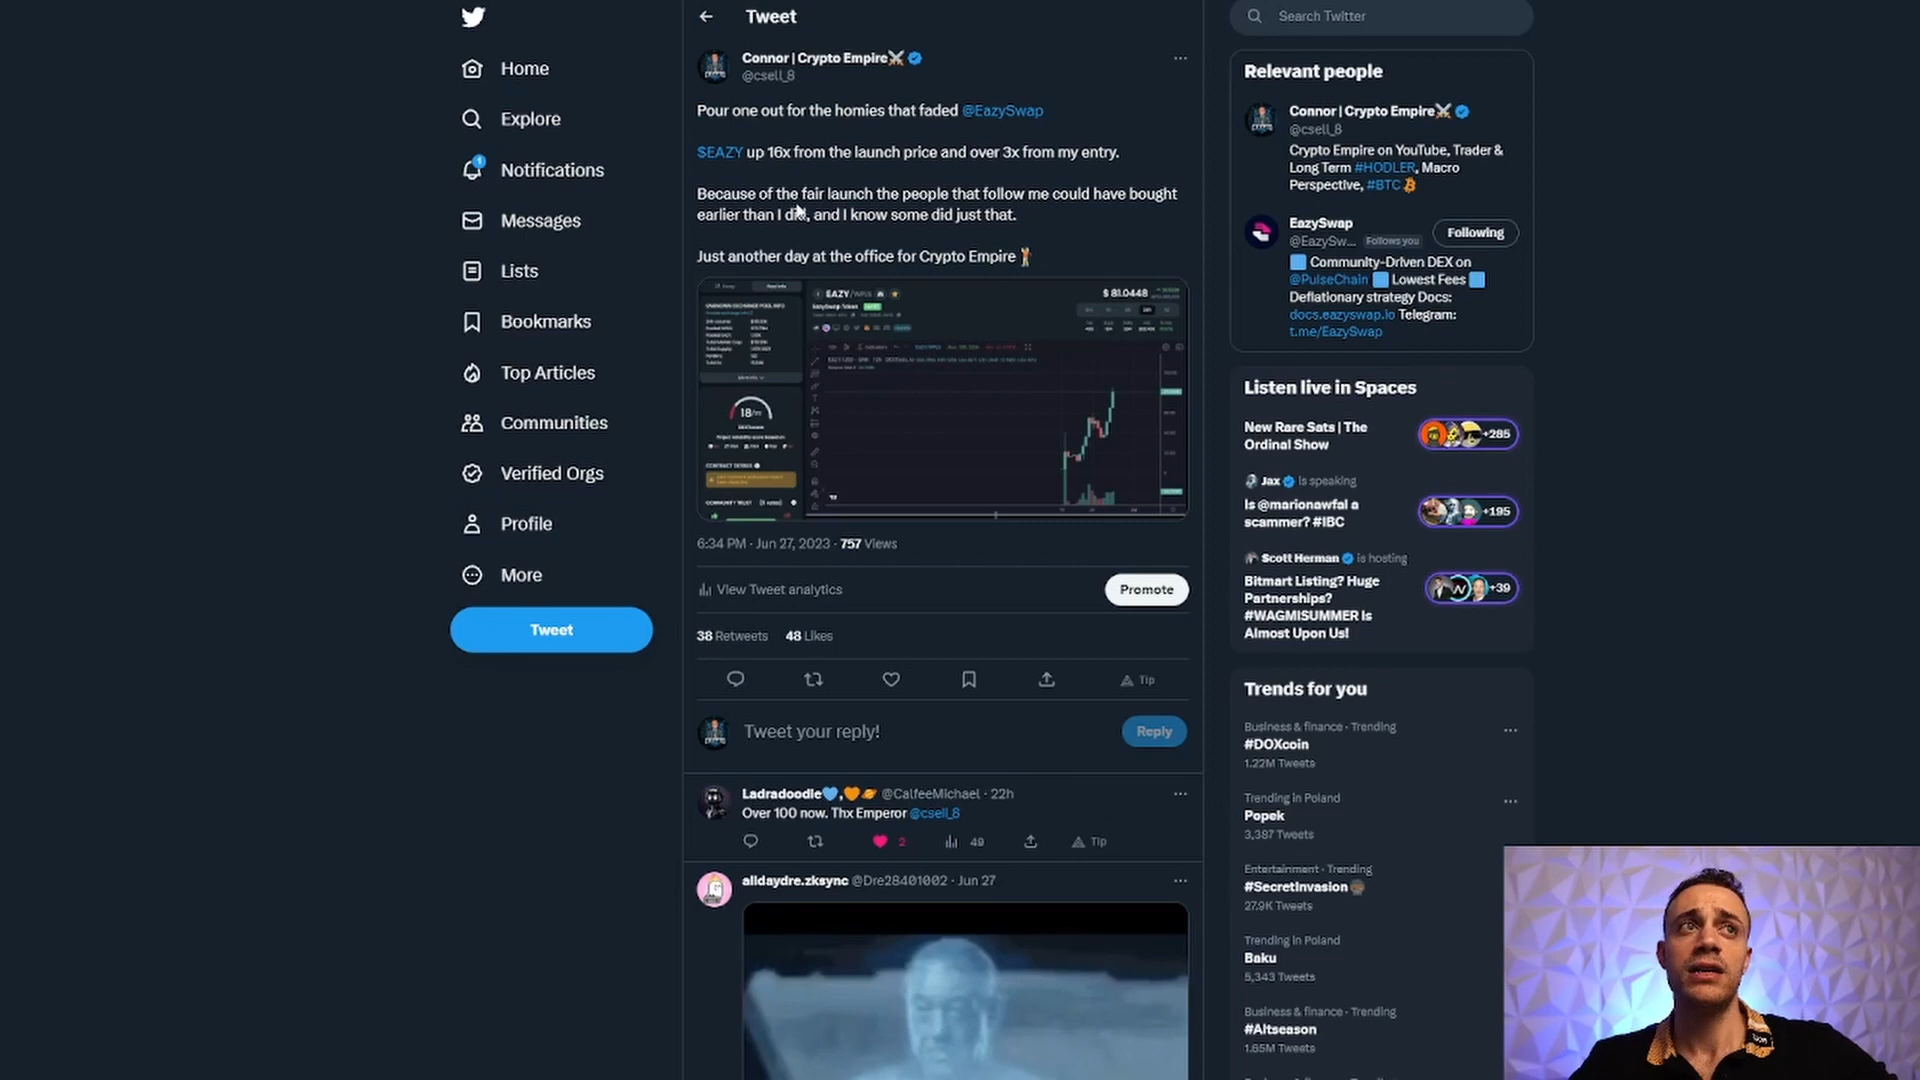 Home
Explore
1
Notifications
Messages
Lists
Bookmarks
Top Articles
Communities
Verified Orgs
Profile
More
Tweet
Tweet
Connor | Crypto Empire⚔️
@csell_8
Pour one out for the homies that faded @EazySwap
$EAZY up 16x from the launch price and over 3x from my entry.
Because of the fair launch the people that follow me could have bought
earlier than I did, and I know some did just that.
Just another day at the office for Crypto Empire
EAZY/WPLS
$ 81.0448
18/99
6:34 PM · Jun 27, 2023 · 757 Views
View Tweet analytics
Promote
38 Retweets 48 Likes
Tip
Tweet your reply!
Reply
Ladradoodle💙,🧡🪐 @CalfeeMichael · 22h
Over 100 now. Thx Emperor @csell_8
2
49
Tip
alldaydre.zksync @Dre28401002 · Jun 27
Search Twitter
Relevant people
Connor | Crypto Empire⚔️
@csell_8
Crypto Empire on YouTube, Trader &
Long Term #HODLER, Macro
Perspective, #BTC
EazySwap
@EazySw... Follows you
Following
🟦 Community-Driven DEX on
@PulseChain 🟦 Lowest Fees 🟦
Deflationary strategy Docs:
docs.eazyswap.io Telegram:
t.me/EazySwap
Listen live in Spaces
New Rare Sats | The
Ordinal Show
+285
Jax is speaking
Is @marionawfal a
scammer? #IBC
+195
Scott Herman is hosting
Bitmart Listing? Huge
Partnerships?
#WAGMISUMMER Is
Almost Upon Us!
+39
Trends for you
Business & finance · Trending
#DOXcoin
1.22M Tweets
Trending in Poland
Popek
3,387 Tweets
Entertainment · Trending
#SecretInvasion
27.9K Tweets
Trending in Poland
Baku
5,343 Tweets
Business & finance · Trending
#Altseason
1.65M Tweets